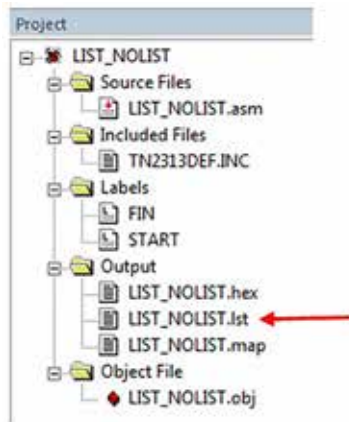 Project
LIST_NOLIST
Source Files
LIST_NOLIST.asm
Included Files
TN2313DEF.INC
Labels
FIN
START
Output
LIST_NOLIST.hex
LIST_NOLIST.lst
LIST_NOLIST.map
Object File
LIST_NOLIST.obj